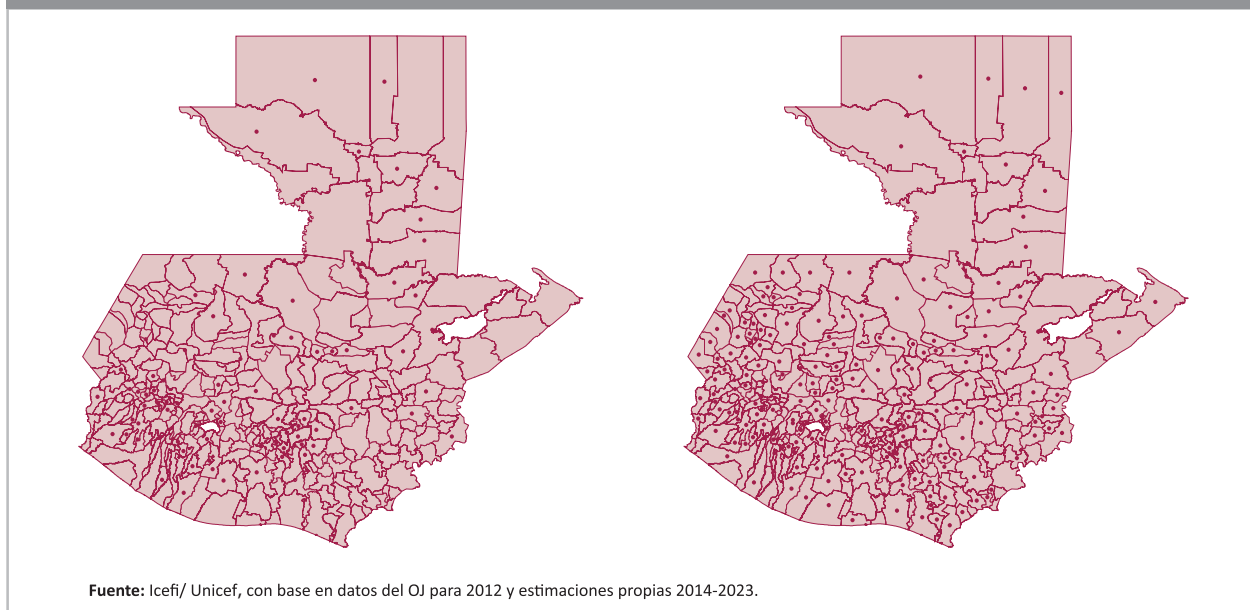 Fuente: Icefi/ Unicef, con base en datos del OJ para 2012 y estimaciones propias 2014-2023.